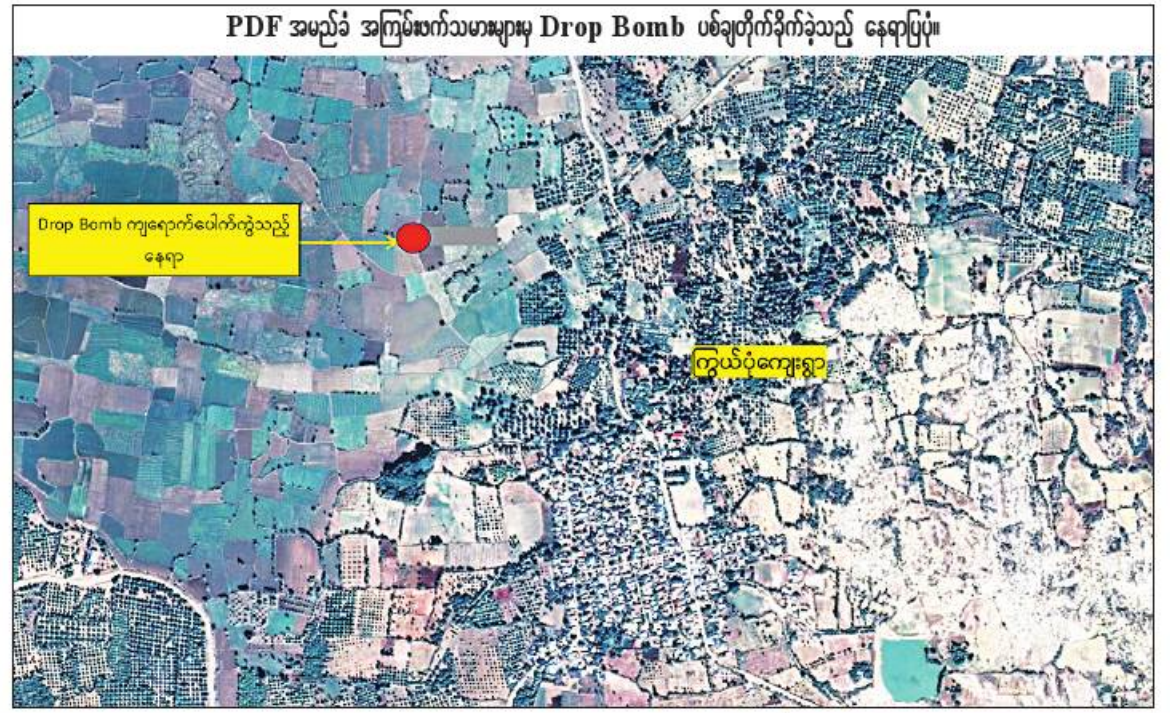 PDF အမည်ခံ အကြမ်းဖက်သမားများမှ Drop Bomb ပစ်ချတိုက်ခိုက်ခဲ့သည့် နေရာပြပုံ။
Drop Bomb ကျရောက်ပေါက်ကွဲသည့်
နေရာ
ကြွယ်ပုံကျေးရွာ